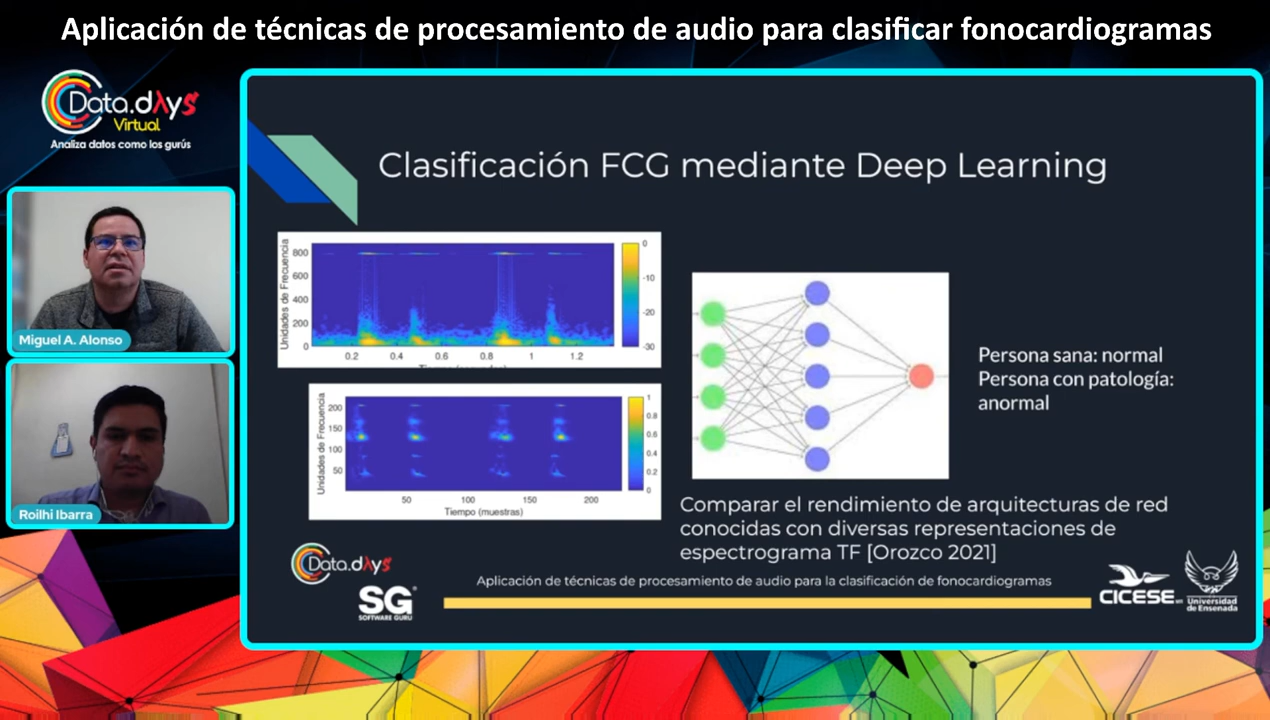 Aplicación de técnicas de procesamiento de audio para clasificar fonocardiogramas
Data.dAys
Virtual
Analiza datos como los gurús
Miguel A. Alonso
Roilhi Ibarra
Clasificación FCG mediante Deep Learning
Unidades de Frecuencia
800
600
400
200
0
0.2 0.4 0.6 0.8 1 1.2
0
-10
-20
-30
Unidades de Frecuencia
200
150
100
50
50 100 150 200
Tiempo (muestras)
1
0.8
0.6
0.4
0.2
0
Persona sana: normal
Persona con patología:
anormal
Comparar el rendimiento de arquitecturas de red
conocidas con diversas representaciones de
espectrograma TF [Orozco 2021]
Data.dAys
SG
SOFTWARE GURU
Aplicación de técnicas de procesamiento de audio para la clasificación de fonocardiogramas
CICESE
Universidad
de Ensenada